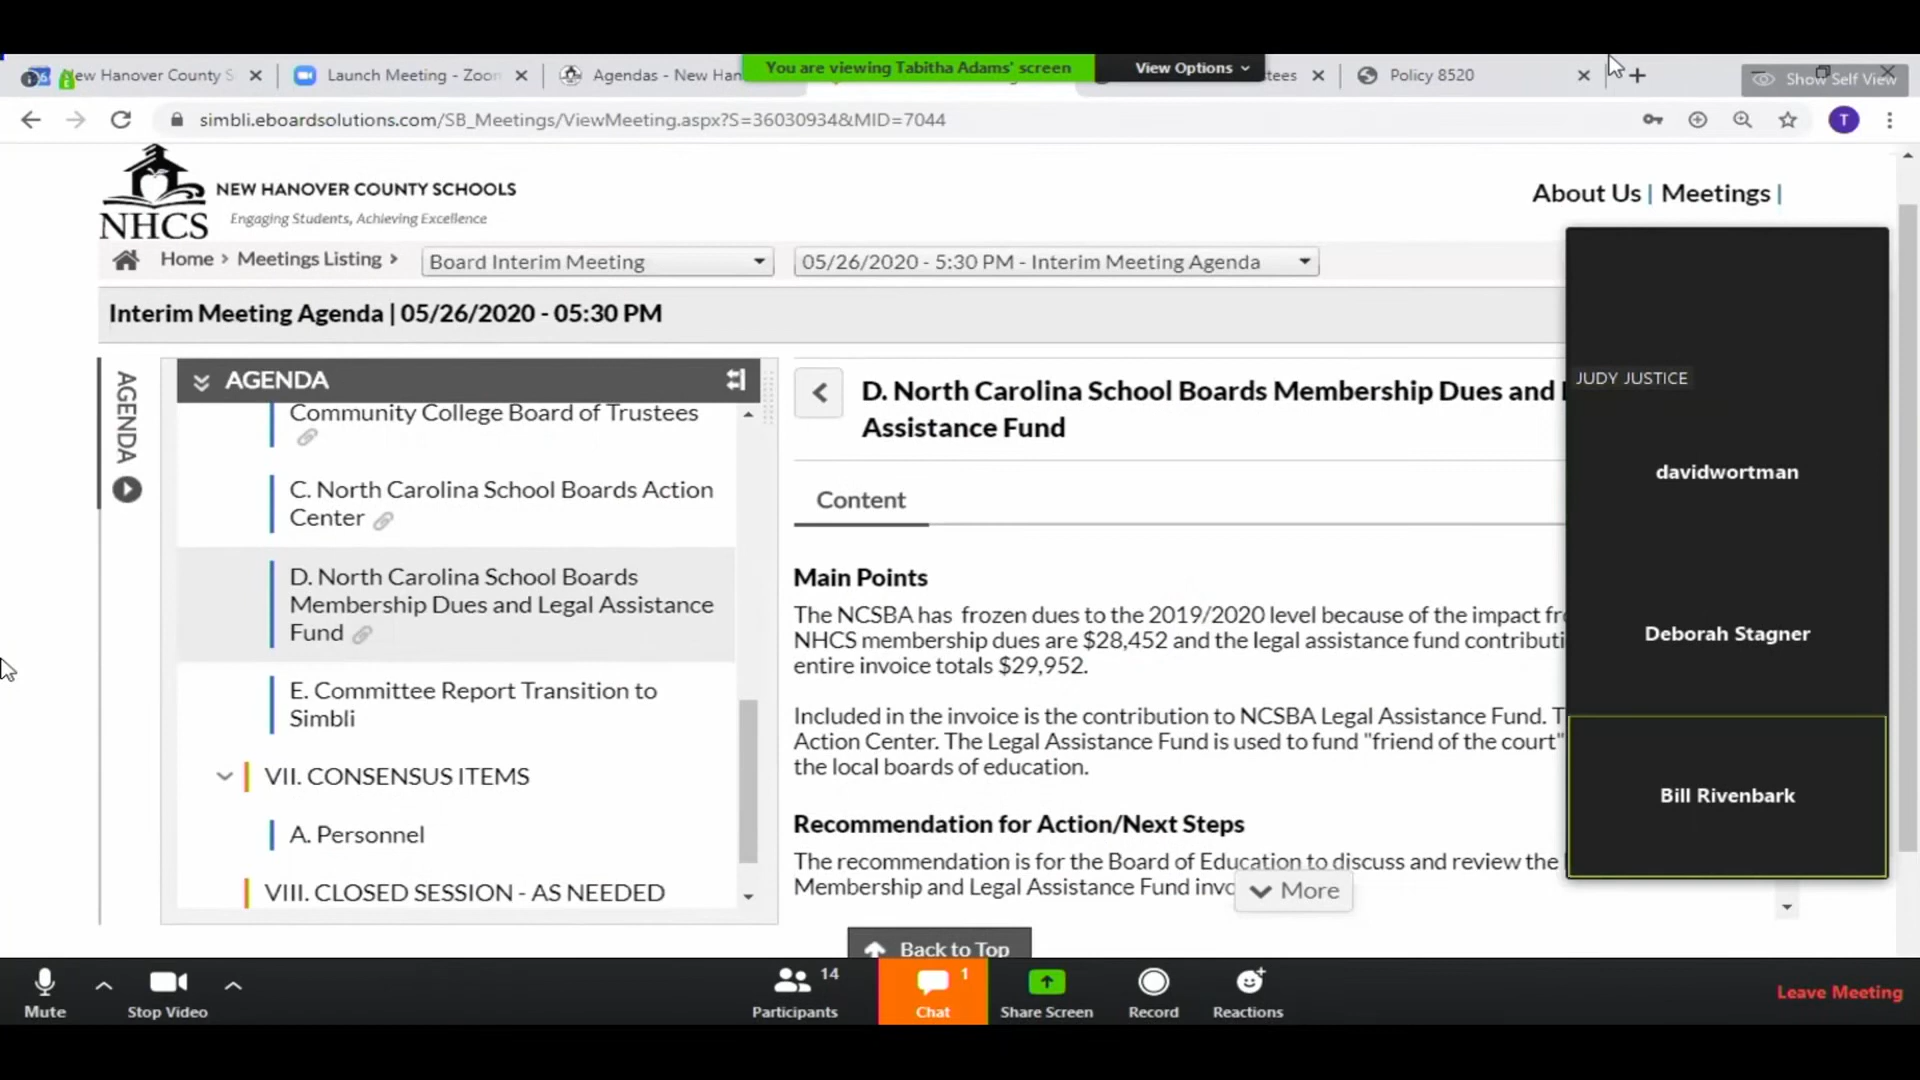 You are viewing Tabitha Adams' screen
View Options
New Hanover County S
Launch Meeting - Zoon
Agendas - New Han
tees
Policy 8520
Show Self View
simbli.eboardsolutions.com/SB_Meetings/ViewMeeting.aspx?S=36030934&MID=7044
T
NHCS
NEW HANOVER COUNTY SCHOOLS
Engaging Students, Achieving Excellence
About Us | Meetings |
Home > Meetings Listing >
Board Interim Meeting
05/26/2020 - 5:30 PM - Interim Meeting Agenda
Interim Meeting Agenda | 05/26/2020 - 05:30 PM
AGENDA
AGENDA
Community College Board of Trustees
C. North Carolina School Boards Action
Center
D. North Carolina School Boards
Membership Dues and Legal Assistance
Fund
E. Committee Report Transition to
Simbli
VII. CONSENSUS ITEMS
A. Personnel
VIII. CLOSED SESSION - AS NEEDED
D. North Carolina School Boards Membership Dues and
Assistance Fund
Content
Main Points
The NCSBA has frozen dues to the 2019/2020 level because of the impact fr
NHCS membership dues are $28,452 and the legal assistance fund contributi
entire invoice totals $29,952.
Included in the invoice is the contribution to NCSBA Legal Assistance Fund. T
Action Center. The Legal Assistance Fund is used to fund "friend of the court"
the local boards of education.
Recommendation for Action/Next Steps
The recommendation is for the Board of Education to discuss and review the
Membership and Legal Assistance Fund invo
More
Back to Top
JUDY JUSTICE
davidwortman
Deborah Stagner
Bill Rivenbark
Mute
Stop Video
14
Participants
1
Chat
Share Screen
Record
Reactions
Leave Meeting